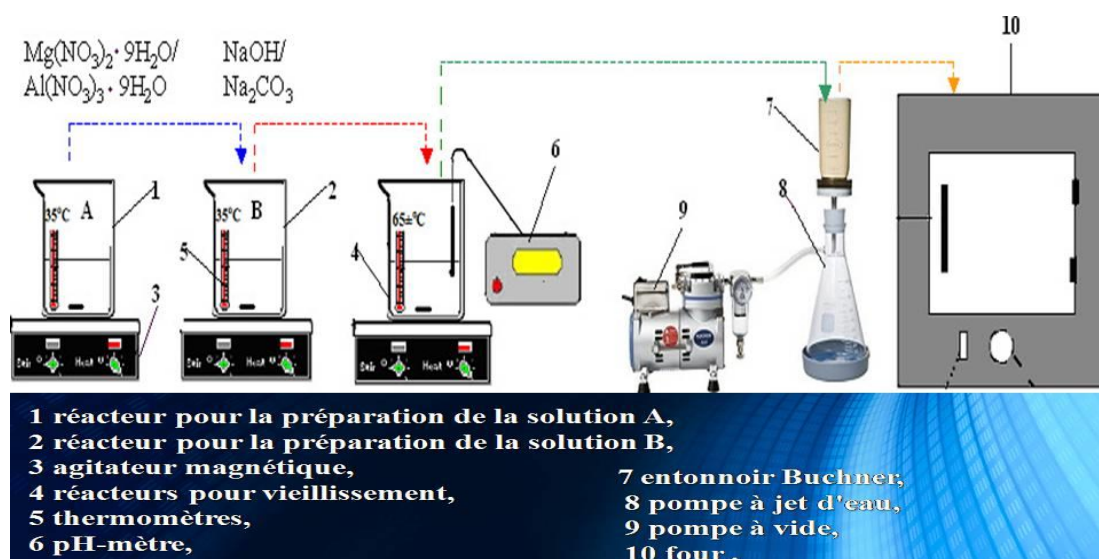 Mg(NO₃)₂· 9H₂O/ NaOH/
Al(NO₃)₃· 9H₂O Na₂CO₃
10
7
6
1
2
8
35°C A
35°C B
65±°C
9
5
4
3
Heat
Heat
Heat
1 réacteur pour la préparation de la solution A,
2 réacteur pour la préparation de la solution B,
3 agitateur magnétique,
4 réacteurs pour vieillissement,
5 thermomètres,
6 pH-mètre,
7 entonnoir Buchner,
8 pompe à jet d'eau,
9 pompe à vide,
10 four .